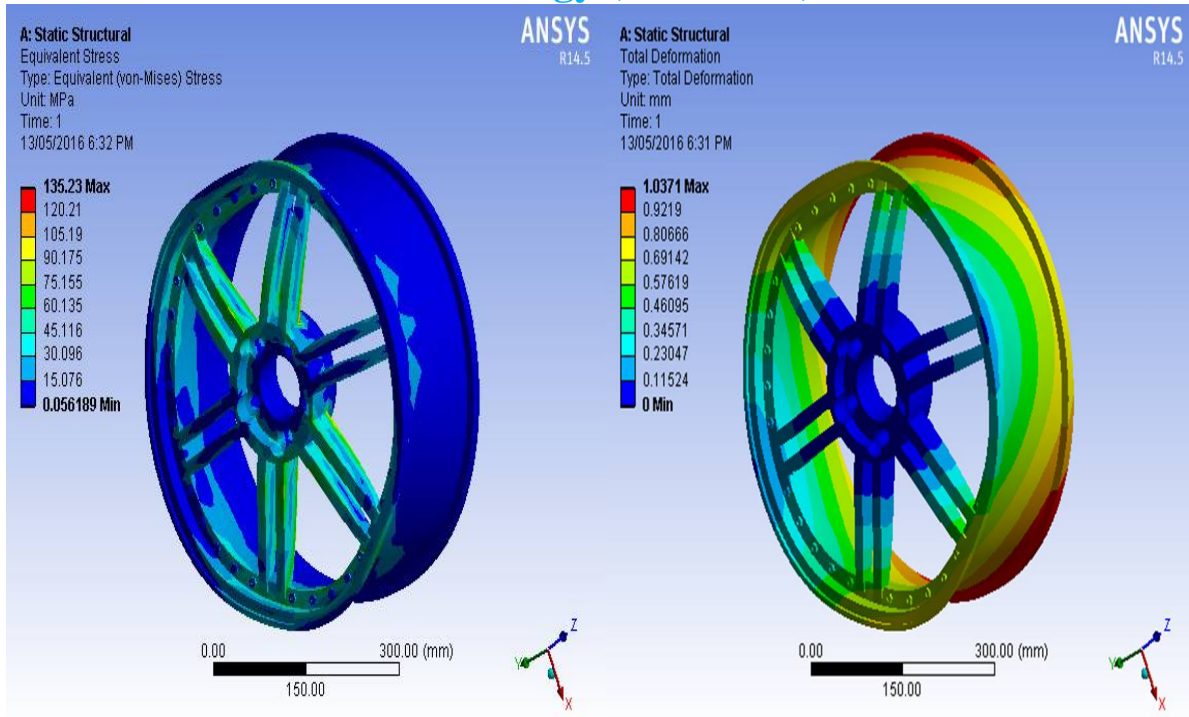 A: Static Structural
Equivalent Stress
Type: Equivalent (von-Mises) Stress
Unit: MPa
Time: 1
13/05/2016 6:32 PM
ANSYS
R14.5
135.23 Max
120.21
105.19
90.175
75.155
60.135
45.116
30.096
15.076
0.056189 Min
0.00
300.00 (mm)
150.00
Z
Y
X
A: Static Structural
Total Deformation
Type: Total Deformation
Unit: mm
Time: 1
13/05/2016 6:31 PM
ANSYS
R14.5
1.0371 Max
0.9219
0.80666
0.69142
0.57619
0.46095
0.34571
0.23047
0.11524
0 Min
0.00
300.00 (mm)
150.00
Z
Y
X